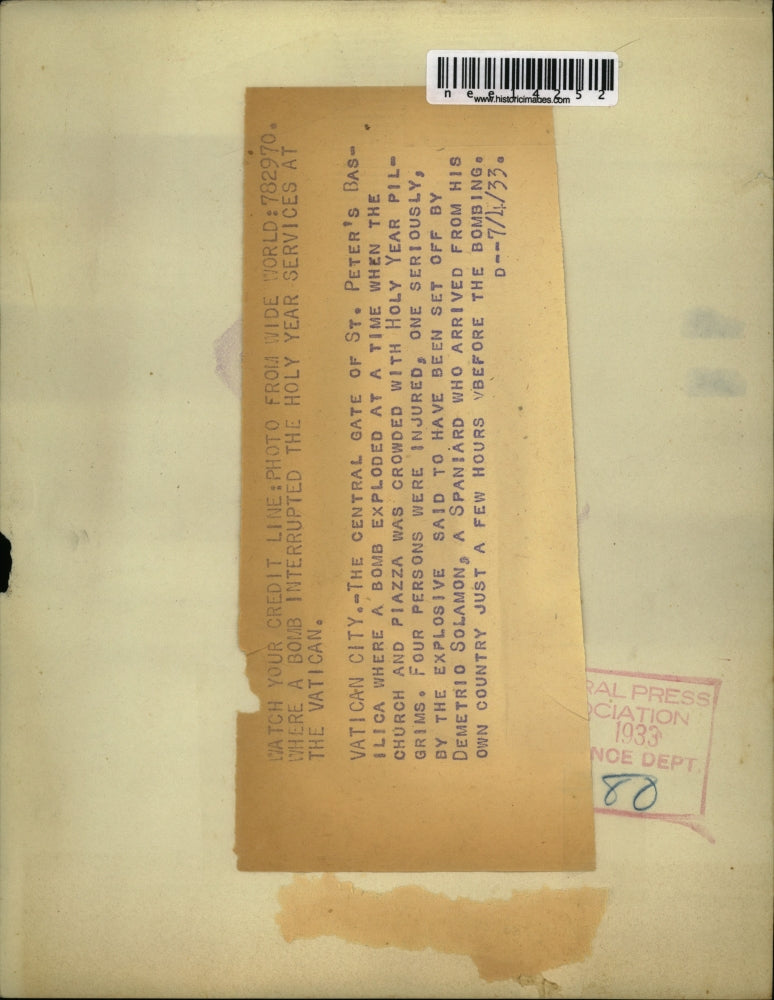 neel4252
www.historicimages.com
WATCH YOUR CREDIT LINE:PHOTO FROM WIDE WORLD:782970.
WHERE A BOMB INTERRUPTED THE HOLY YEAR SERVICES AT
THE VATICAN.
VATICAN CITY.-THE CENTRAL GATE OF ST. PETER'S BAS-
ILICA WHERE A BOMB EXPLODED AT A TIME WHEN THE
CHURCH AND PIAZZA WAS CROWDED WITH HOLY YEAR PIL-
GRIMS. FOUR PERSONS WERE INJURED, ONE SERIOUSLY,
BY THE EXPLOSIVE SAID TO HAVE BEEN SET OFF BY
DEMETRIO SOLAMON, A SPANIARD WHO ARRIVED FROM HIS
OWN COUNTRY JUST A FEW HOURS VBEFORE THE BOMBING.
D--7/4/33.
RAL PRESS
OCIATION
1933
NCE DEPT.
80